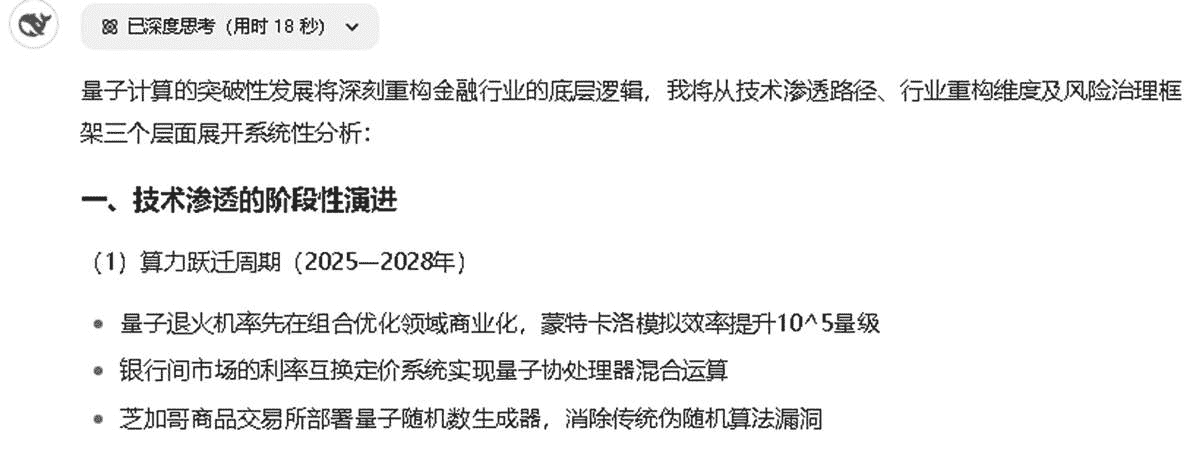 已深度思考（用时 18 秒）
量子计算的突破性发展将深刻重构金融行业的底层逻辑，我将从技术渗透路径、行业重构维度及风险治理框
架三个层面展开系统性分析：
一、技术渗透的阶段性演进
（1）算力跃迁周期（2025—2028年）
• 量子退火机率先在组合优化领域商业化，蒙特卡洛模拟效率提升10^5量级
• 银行间市场的利率互换定价系统实现量子协处理器混合运算
• 芝加哥商品交易所部署量子随机数生成器，消除传统伪随机算法漏洞